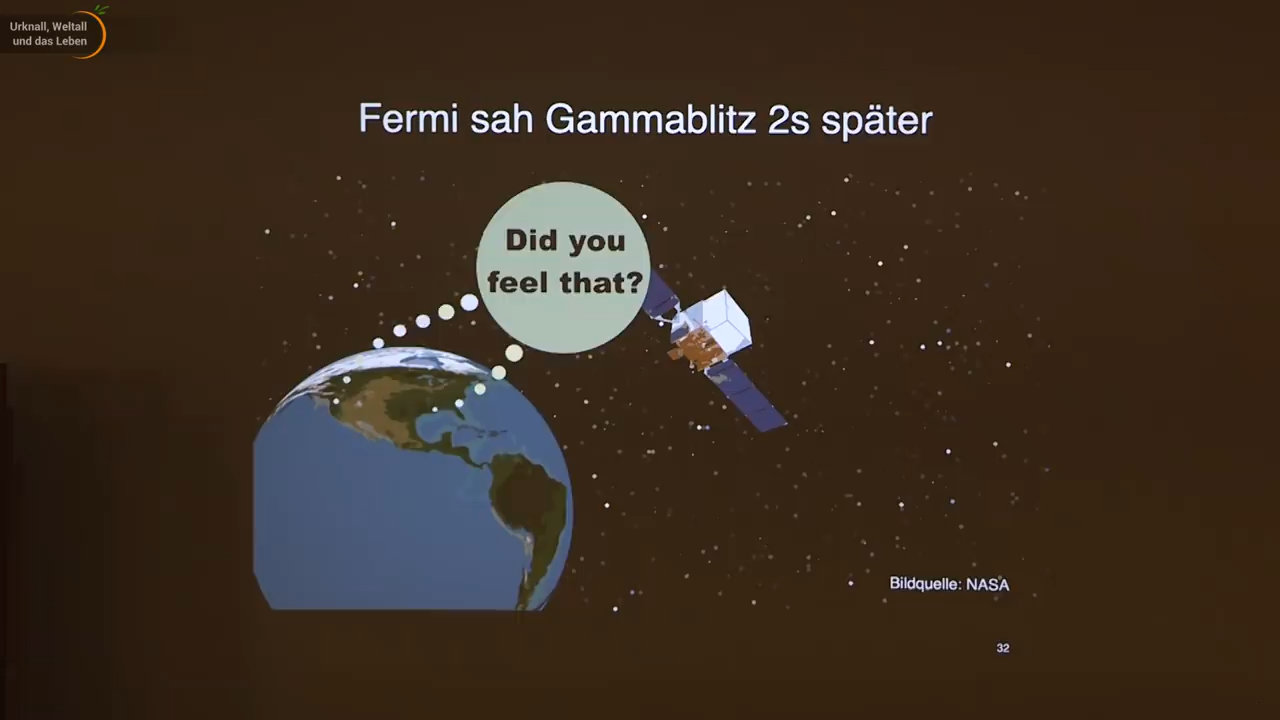 Urknall, Weltall
und das Leben
Fermi sah Gammablitz 2s später
Did you
feel that?
Bildquelle: NASA
32